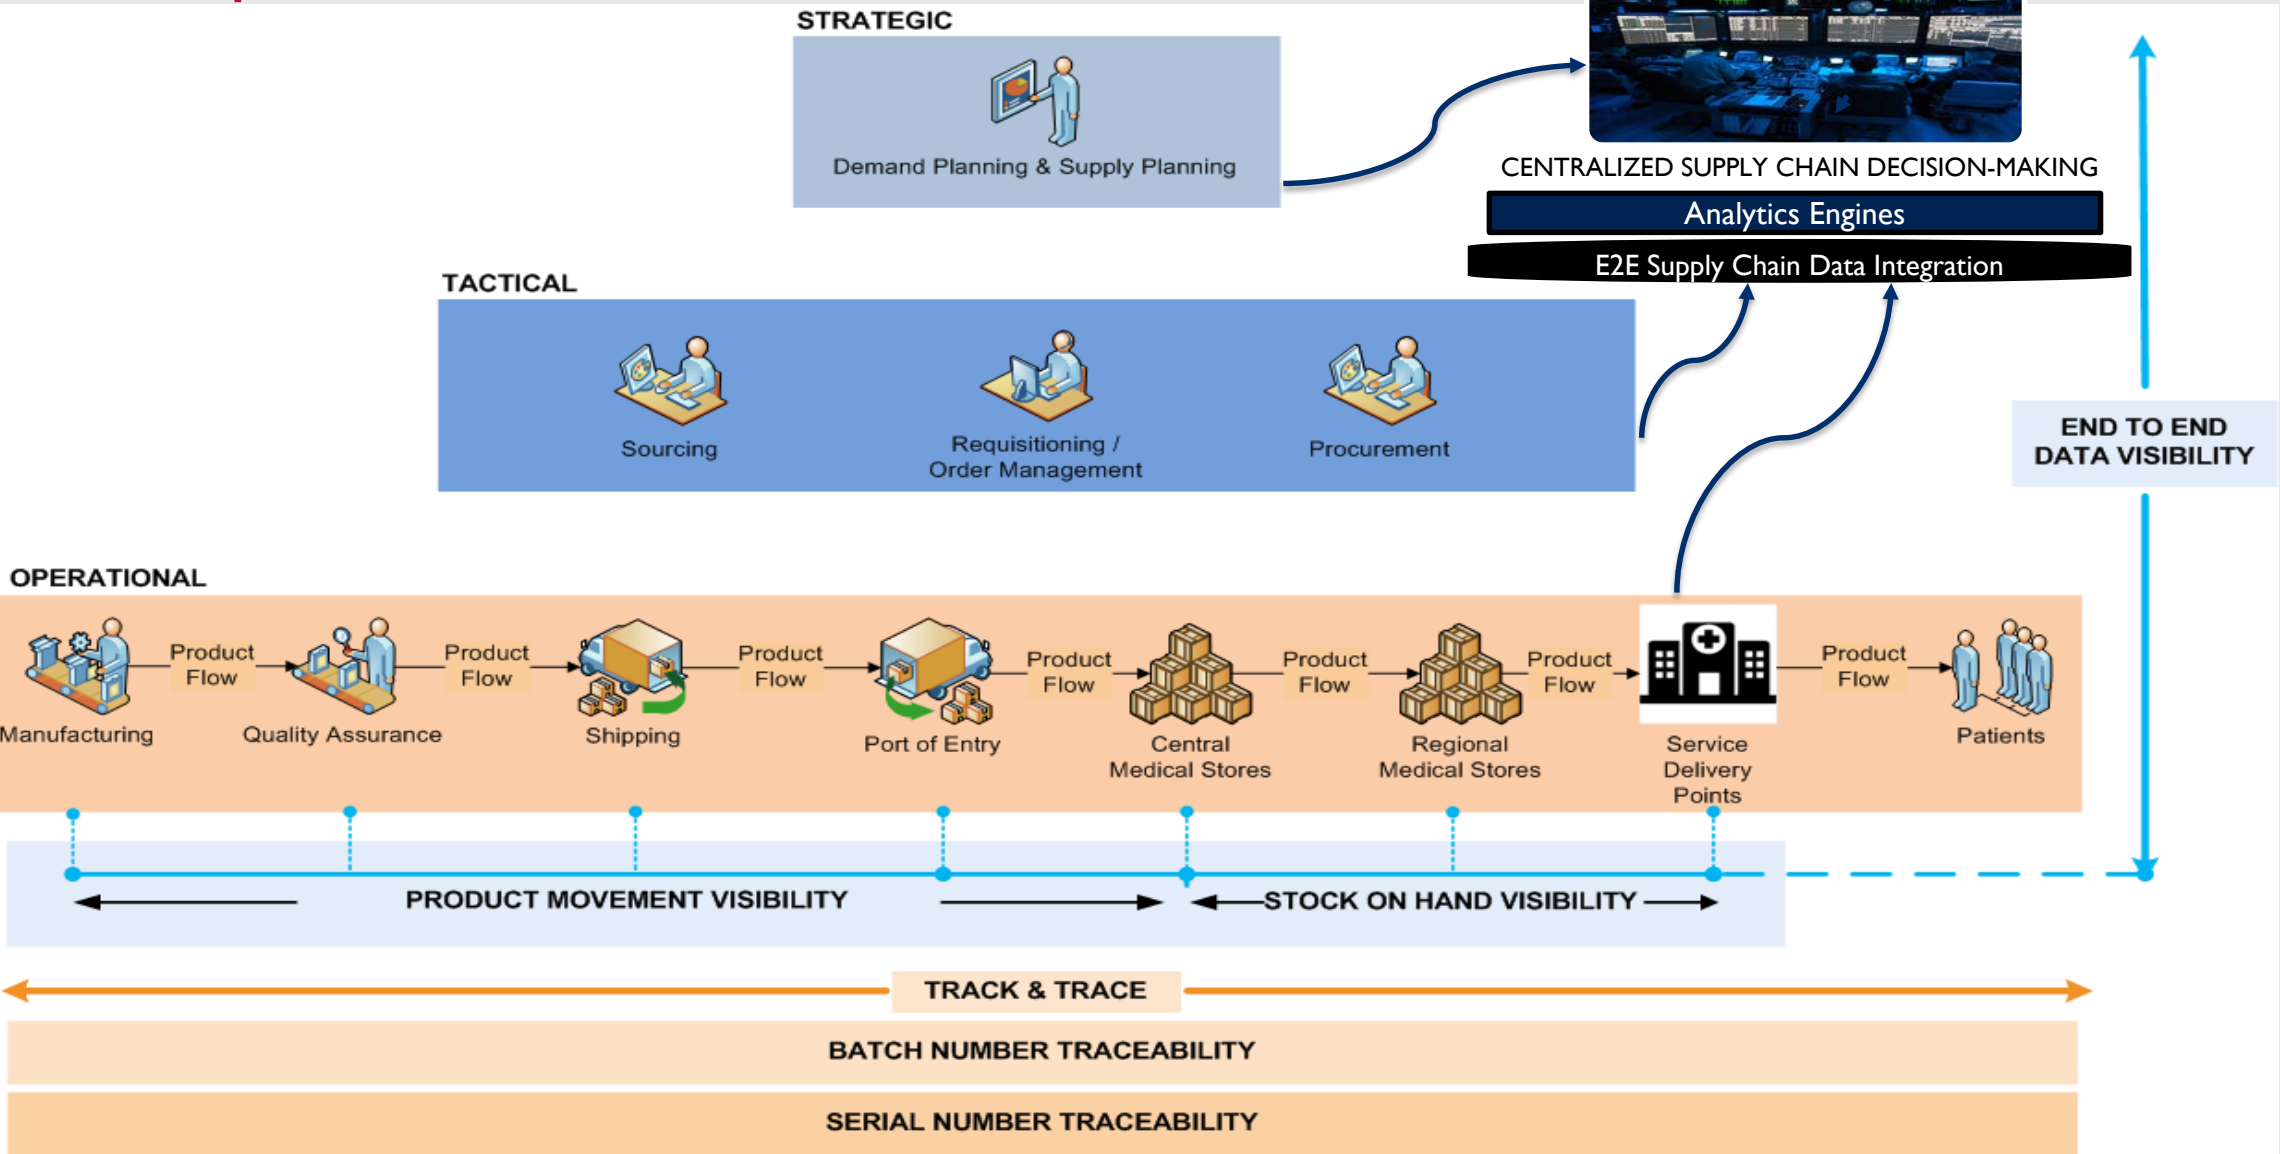 STRATEGIC
Demand Planning & Supply Planning
CENTRALIZED SUPPLY CHAIN DECISION-MAKING
Analytics Engines
E2E Supply Chain Data Integration
TACTICAL
Sourcing
Requisitioning /
Order Management
Procurement
END TO END
DATA VISIBILITY
OPERATIONAL
Product
Flow
Product
Flow
Product
Flow
Product
Flow
Product
Flow
Product
Flow
Product
Flow
Manufacturing
Quality Assurance
Shipping
Port of Entry
Central
Medical Stores
Regional
Medical Stores
Service
Delivery
Points
Patients
PRODUCT MOVEMENT VISIBILITY
STOCK ON HAND VISIBILITY
TRACK & TRACE
BATCH NUMBER TRACEABILITY
SERIAL NUMBER TRACEABILITY